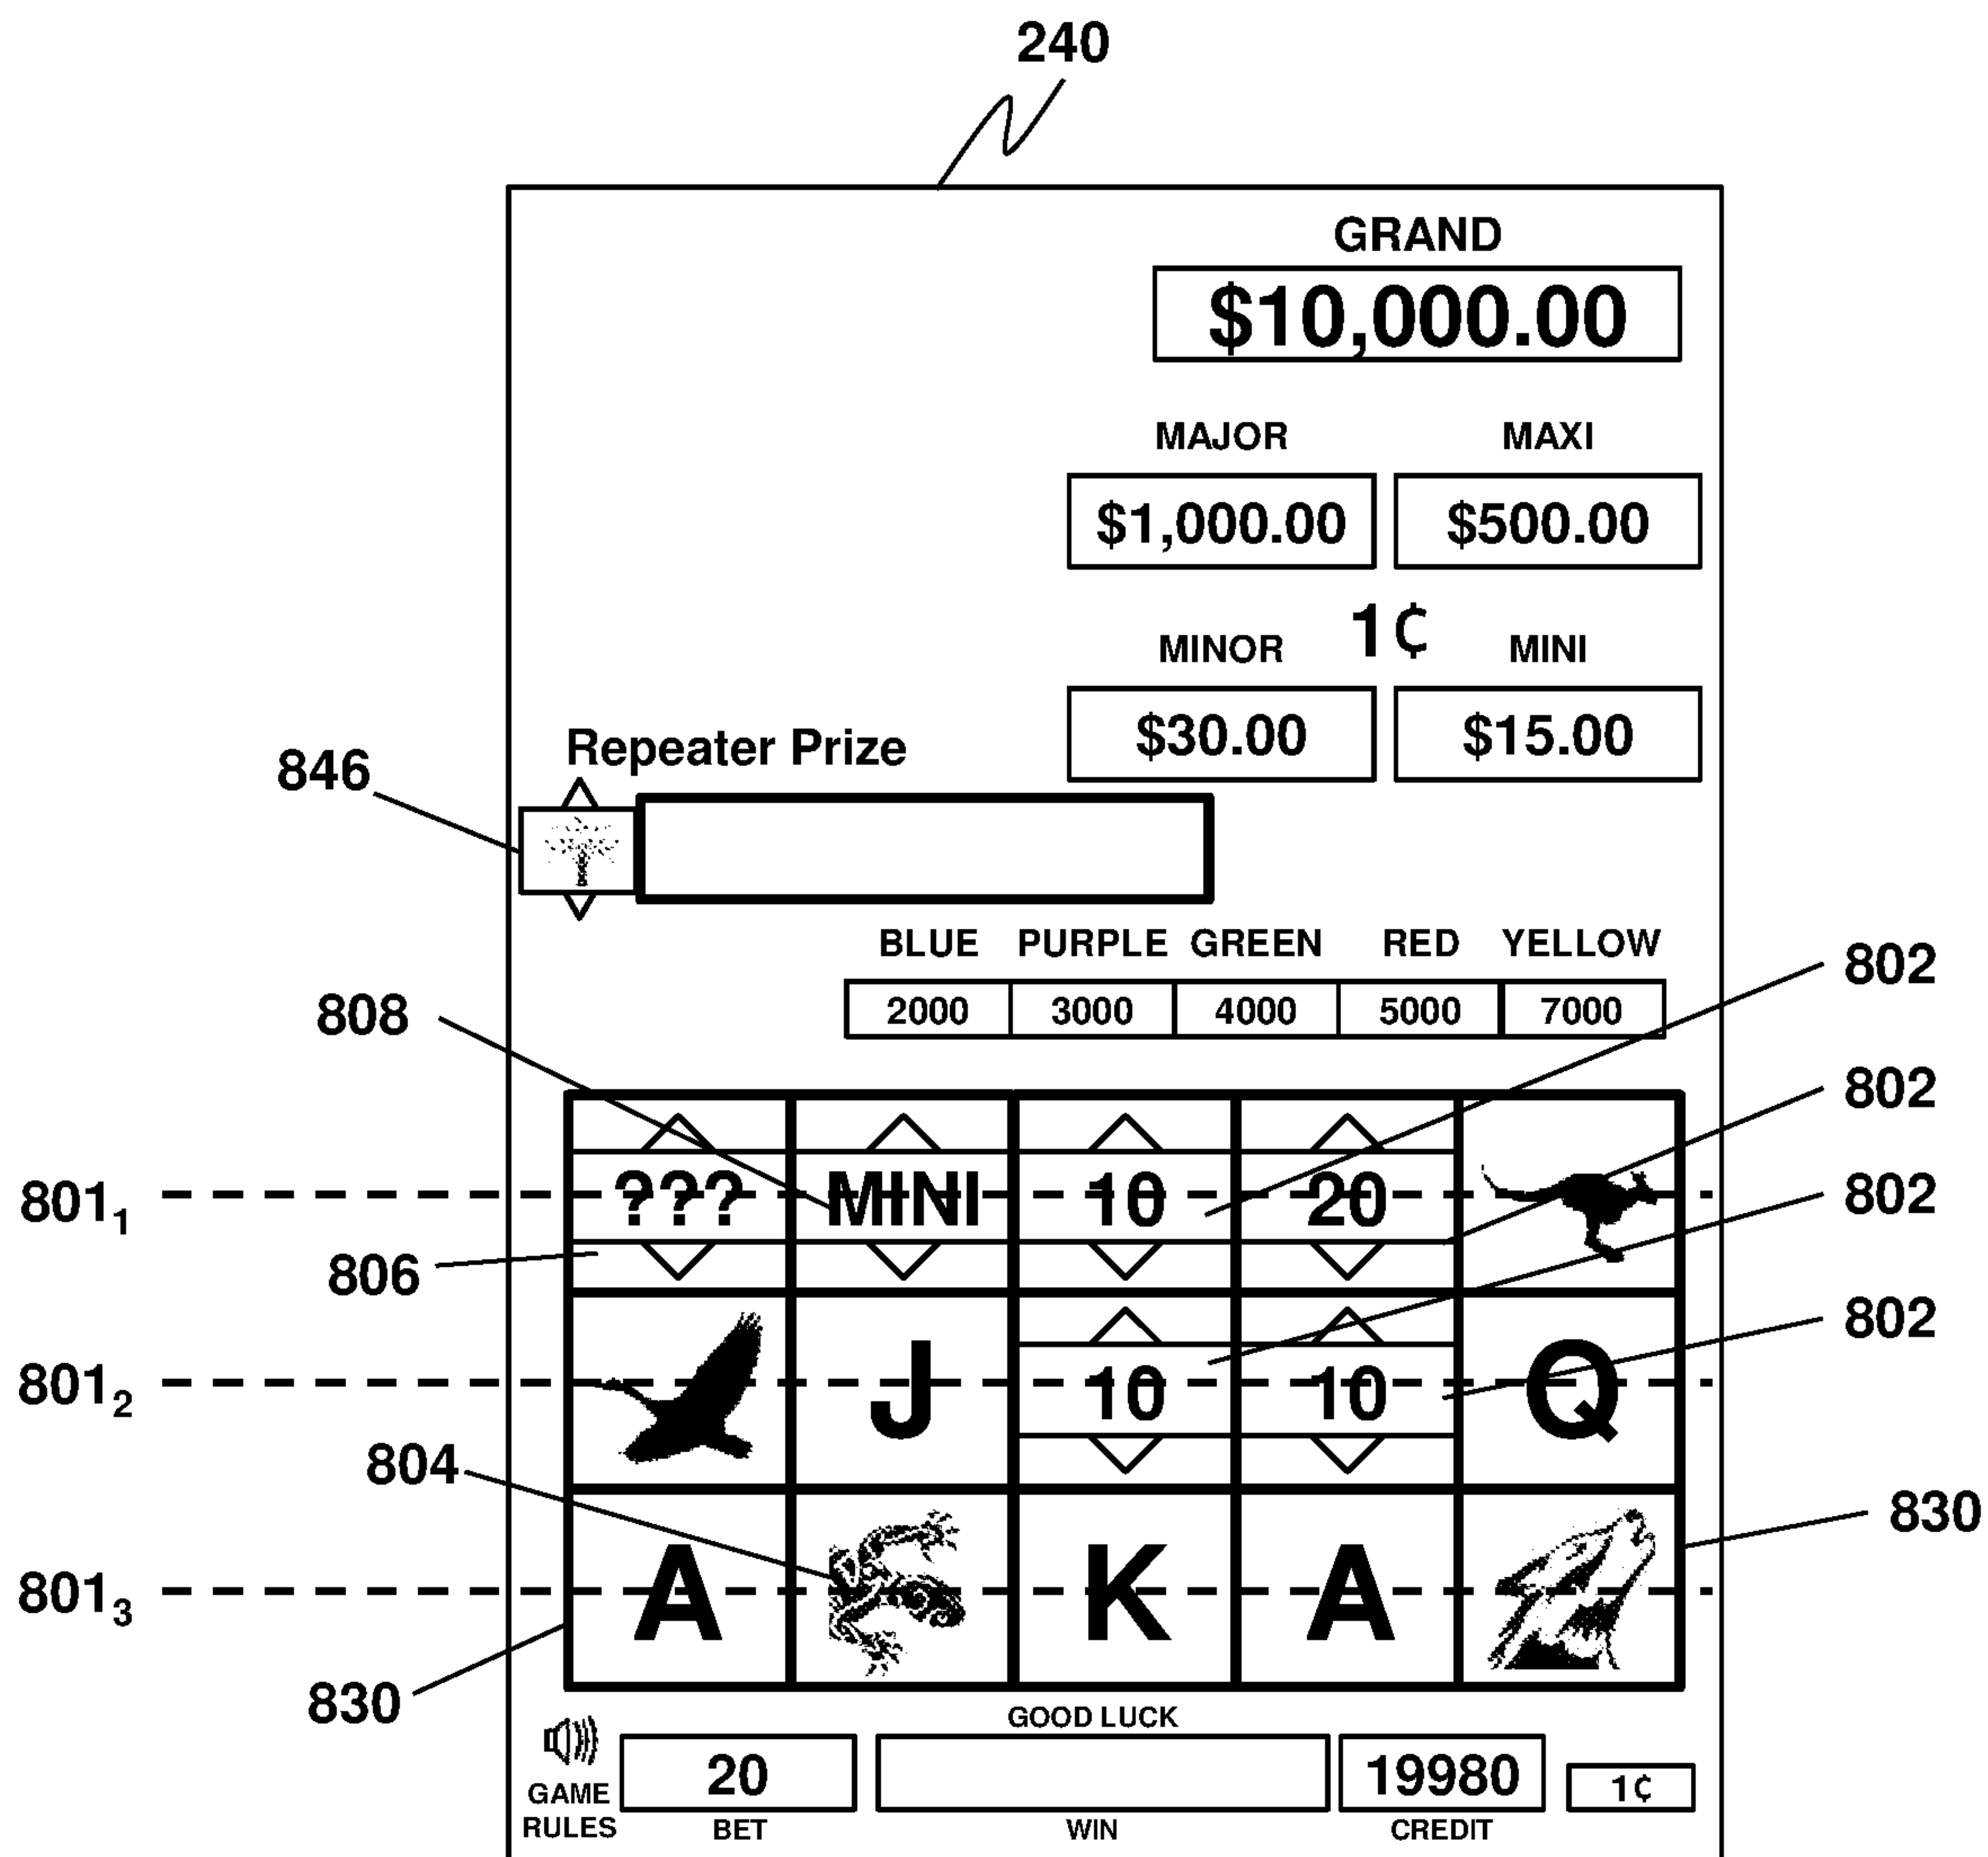 240
GRAND
$10,000.00
MAJOR MAXI
$1,000.00 $500.00
1¢
MINOR MINI
$30.00 $15.00
Repeater Prize
846
BLUE PURPLE GREEN RED YELLOW
802
2000 3000 4000 5000 7000
808
802
801₁ ??? MINI 10 20 802
806
802
801₂ J 10 10 Q
804
830
801₃ A K A
830
GOOD LUCK
20 19980 1¢
GAME
RULES BET WIN CREDIT